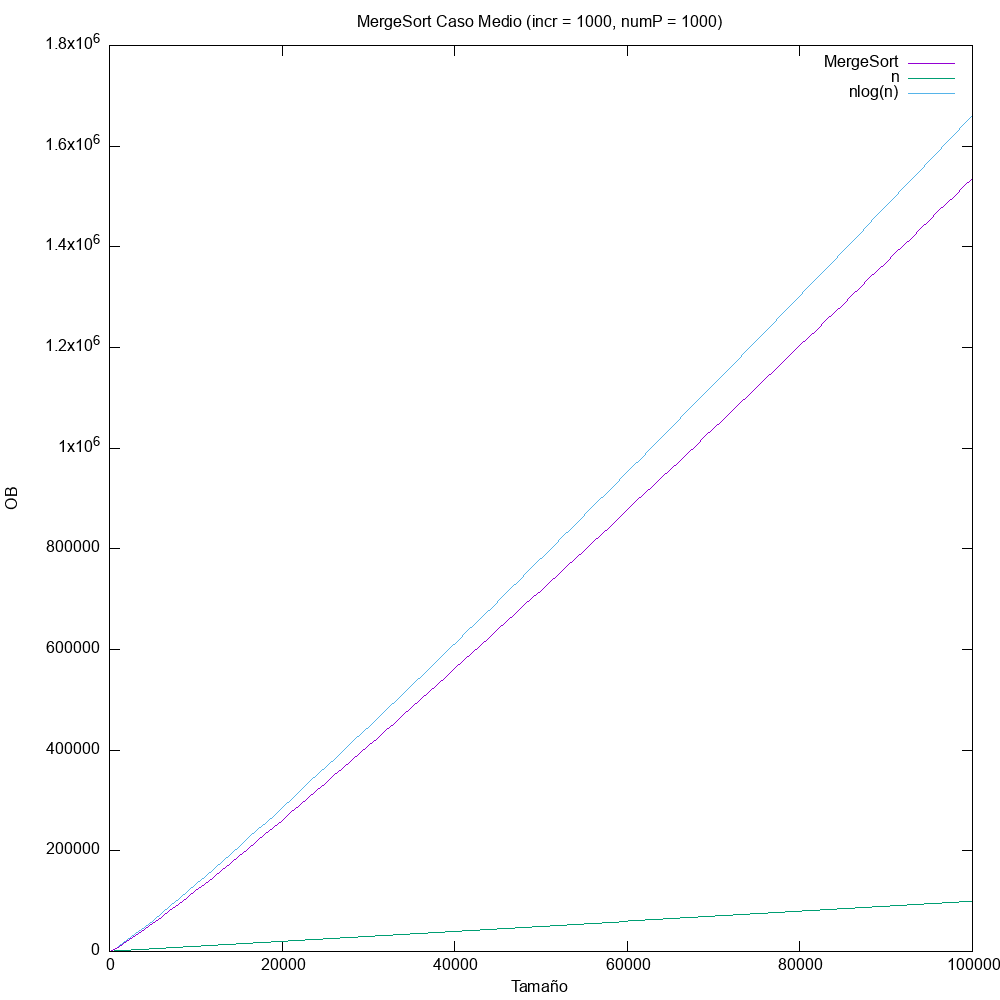 MergeSort Caso Medio (incr = 1000, numP = 1000)
1.8x10^6
MergeSort
n
nlog(n)
1.6x10^6
1.4x10^6
1.2x10^6
1x10^6
OB
800000
600000
400000
200000
0
0 20000 40000 60000 80000 100000
Tamaño